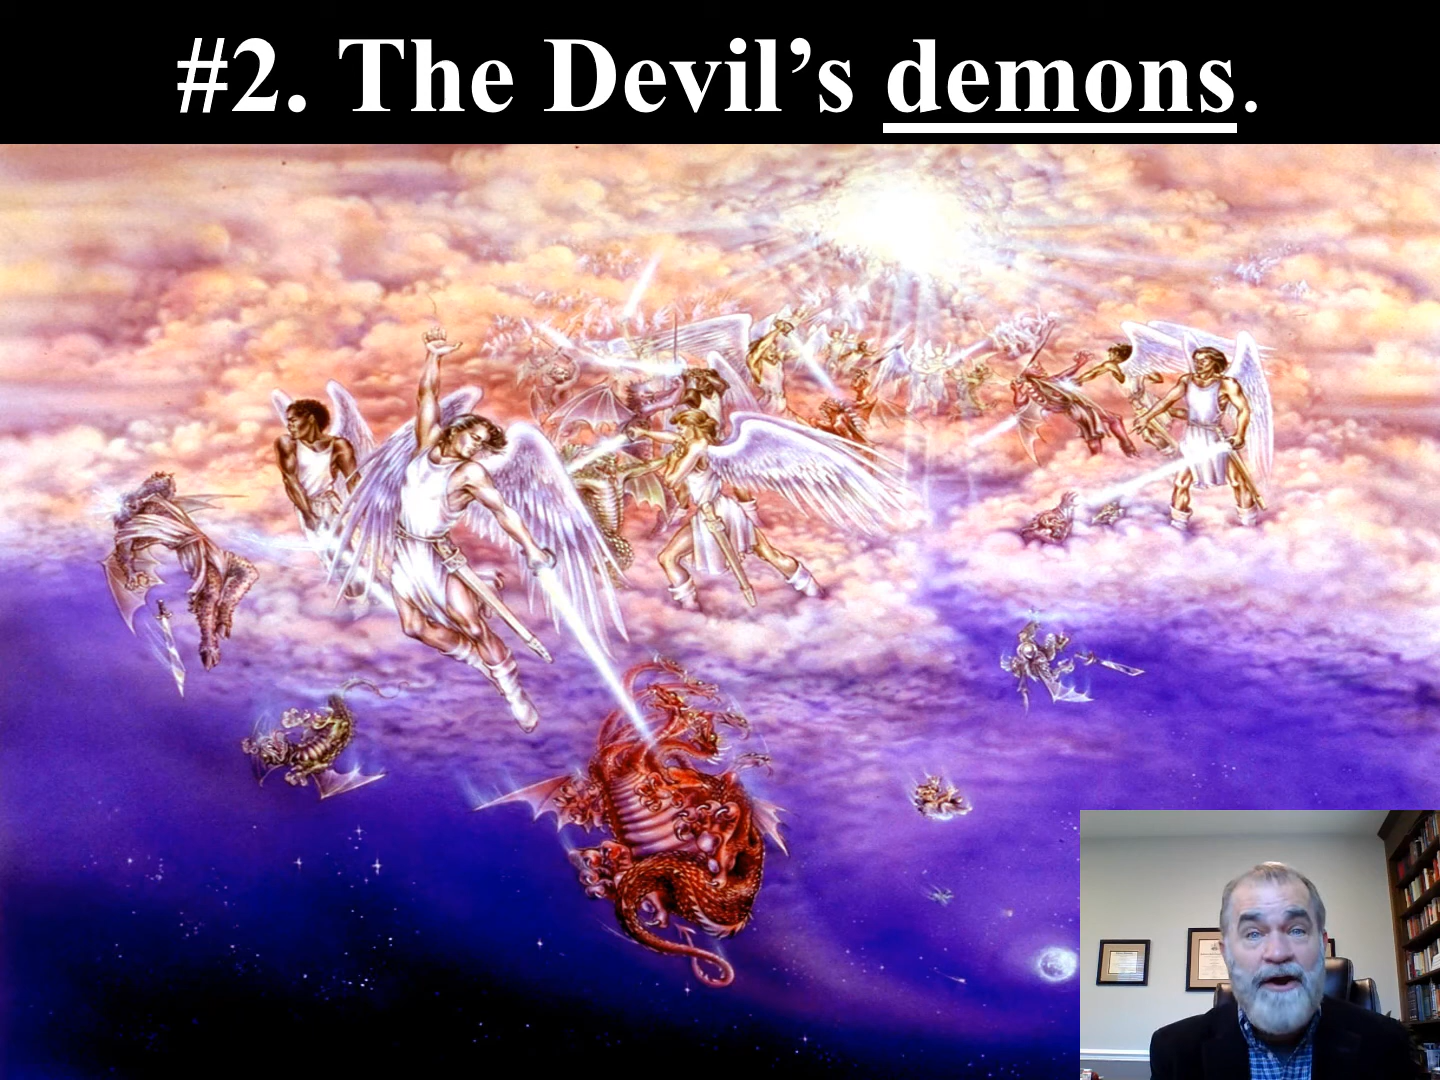 #2. The Devil’s demons.